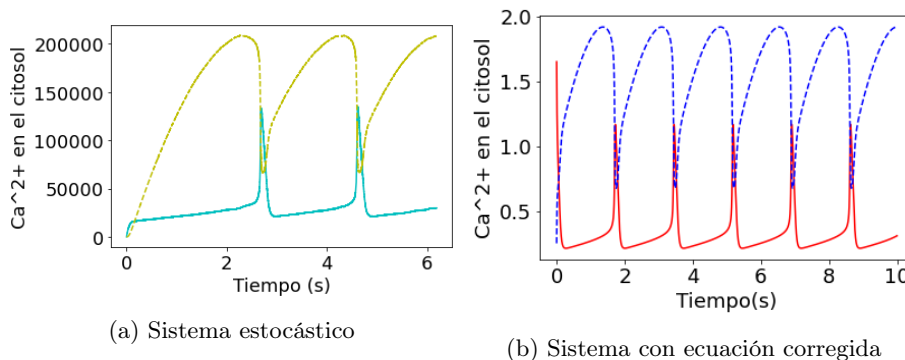 Ca^2+ en el citosol
200000
150000
100000
50000
0
0 2 4 6
Tiempo (s)
(a) Sistema estocástico
Ca^2+ en el citosol
2.0
1.5
1.0
0.5
0 2 4 6 8 10
Tiempo(s)
(b) Sistema con ecuación corregida